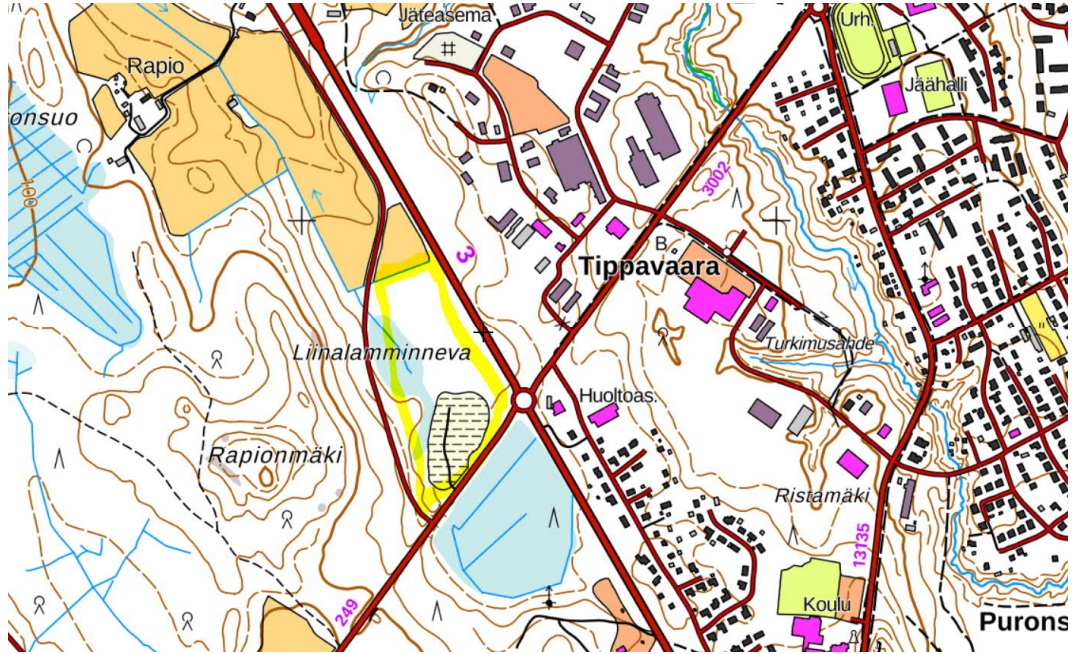 Jäteasema
Urh.
Rapio
Jäähalli
onsuo
3002
100
3
B
Tippavaara
Turkimusahde
Liinalamminneva
Huoltoas.
Rapionmäki
Ristamäki
13135
249
Koulu
Purons